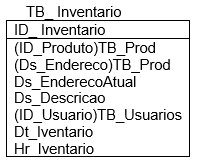 TB_ Inventario
ID_ Inventario
(ID_Produto)TB_Prod
(Ds_Endereco)TB_Prod
Ds_EnderecoAtual
Ds_Descricao
(ID_Usuario)TB_Usuarios
Dt_Iventario
Hr_Iventario